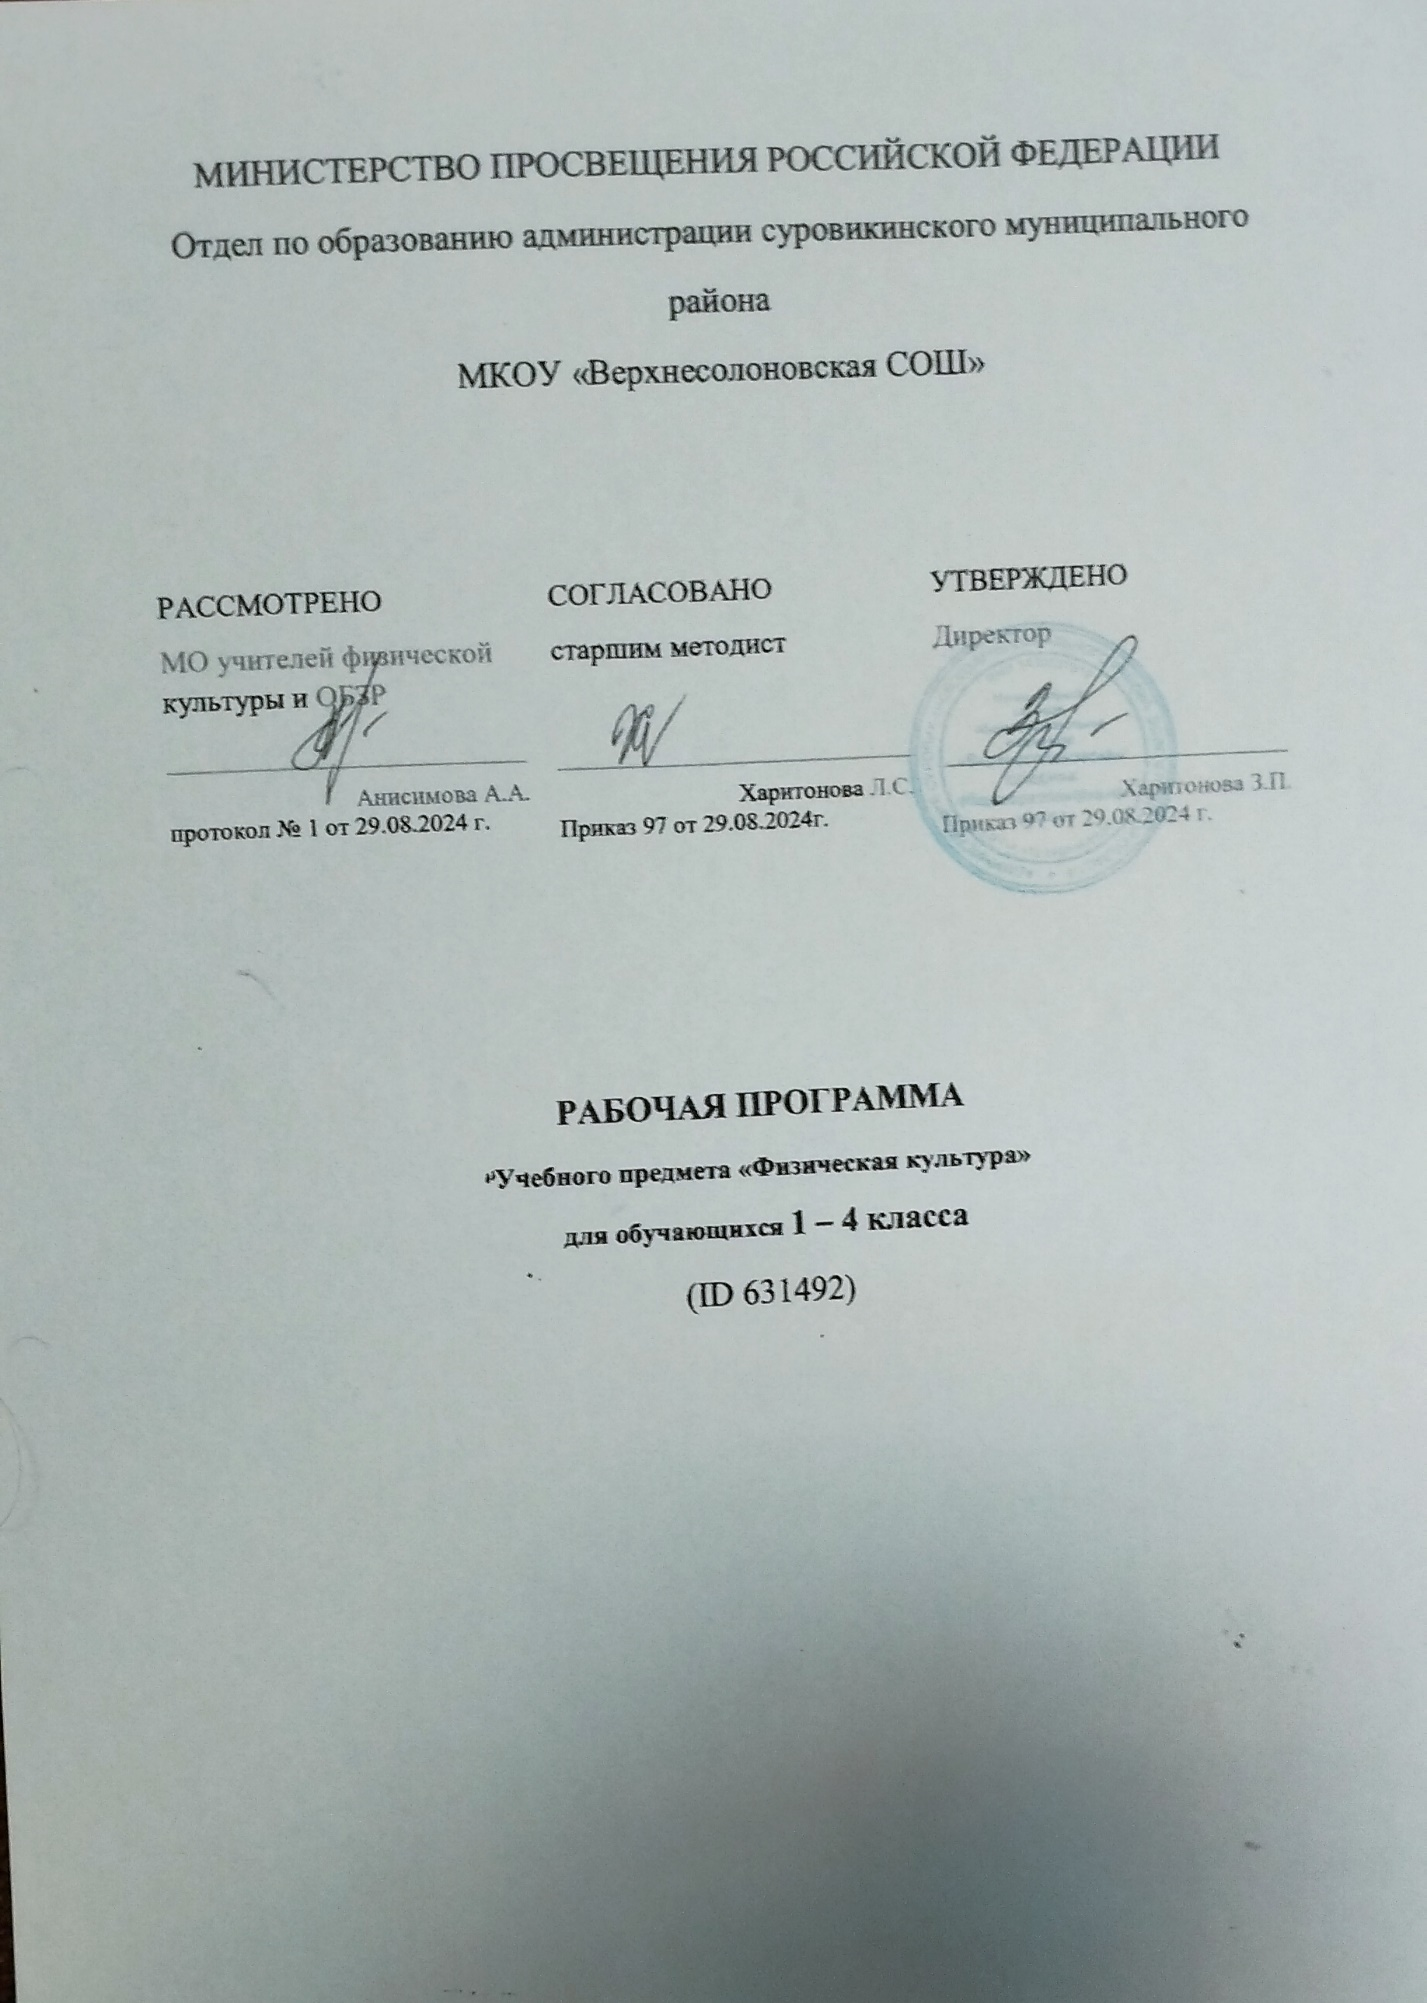 МИНИСТЕРСТВО ПРОСВЕЩЕНИЯ РОССИЙСКОЙ ФЕДЕРАЦИИ
Отдел по образованию администрации суровикинского муниципального
района
МКОУ «Верхнесолоновская СОШ»
РАССМОТРЕНО
МО учителей физической
культуры и ОБЗР
Анисимова А.А.
протокол № 1 от 29.08.2024 г.
СОГЛАСОВАНО
старшим методист
Харитонова Л.С.
Приказ 97 от 29.08.2024г.
УТВЕРЖДЕНО
Директор
Харитонова З.П.
Приказ 97 от 29.08.2024 г.
РАБОЧАЯ ПРОГРАММА
Учебного предмета «Физическая культура»
для обучающихся 1 – 4 класса
(ID 631492)